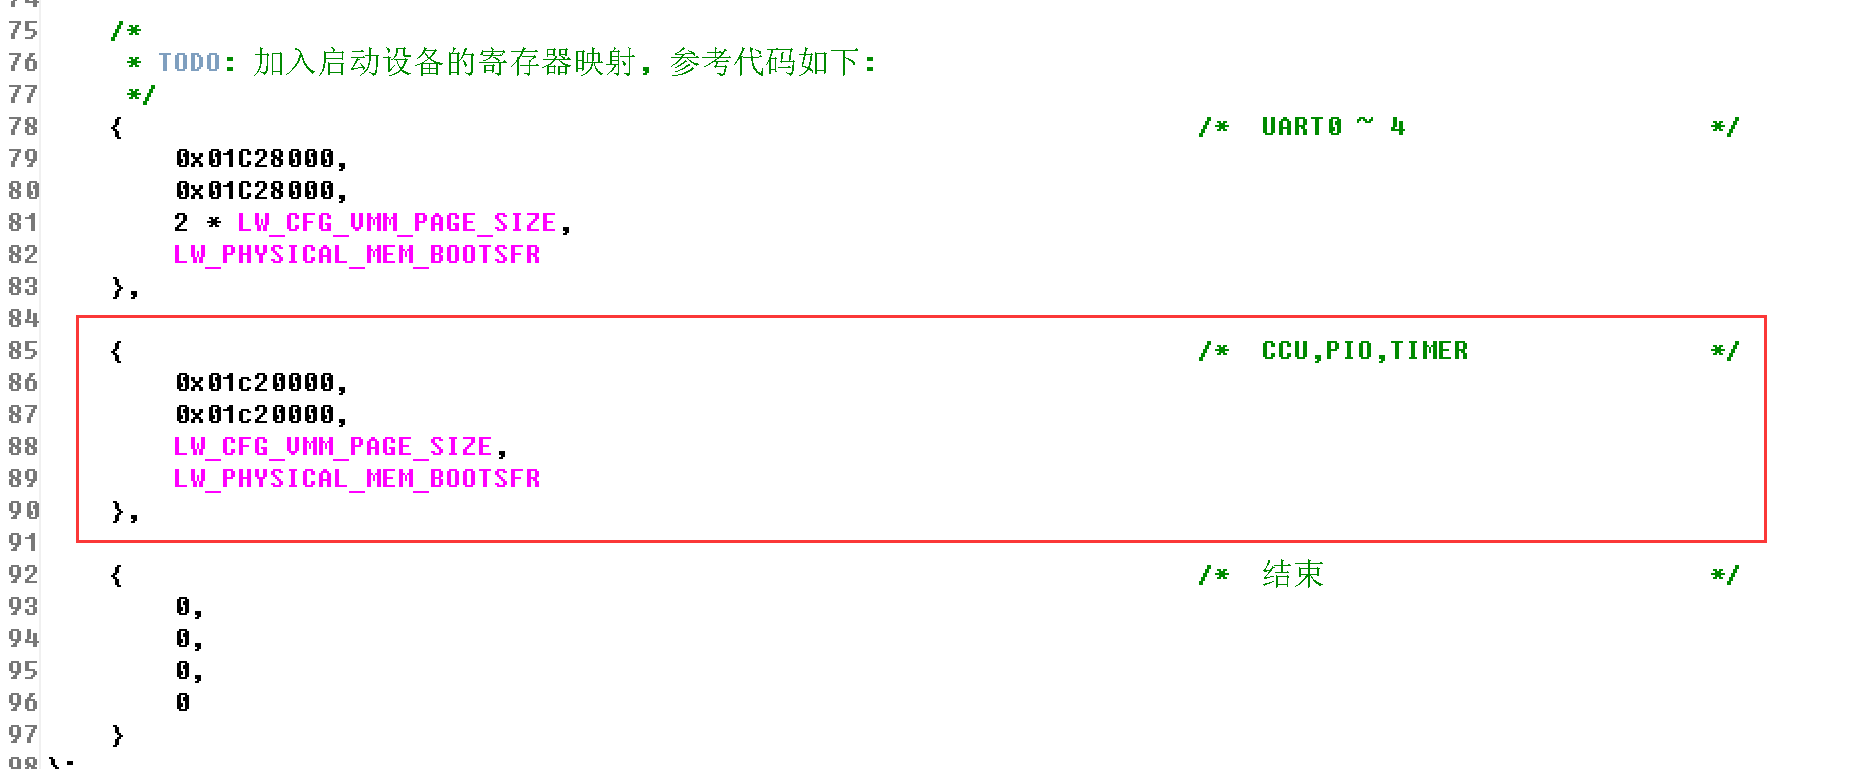 74
75 /*
76 * TODO: 加入启动设备的寄存器映射，参考代码如下:
77 */
78 { /* UART0 ~ 4 */
79 0x01C28000,
80 0x01C28000,
81 2 * LW_CFG_VMM_PAGE_SIZE,
82 LW_PHYSICAL_MEM_BOOTSFR
83 },
84
85 { /* CCU,PIO,TIMER */
86 0x01c20000,
87 0x01c20000,
88 LW_CFG_VMM_PAGE_SIZE,
89 LW_PHYSICAL_MEM_BOOTSFR
90 },
91
92 { /* 结束 */
93 0,
94 0,
95 0,
96 0
97 }
98 };